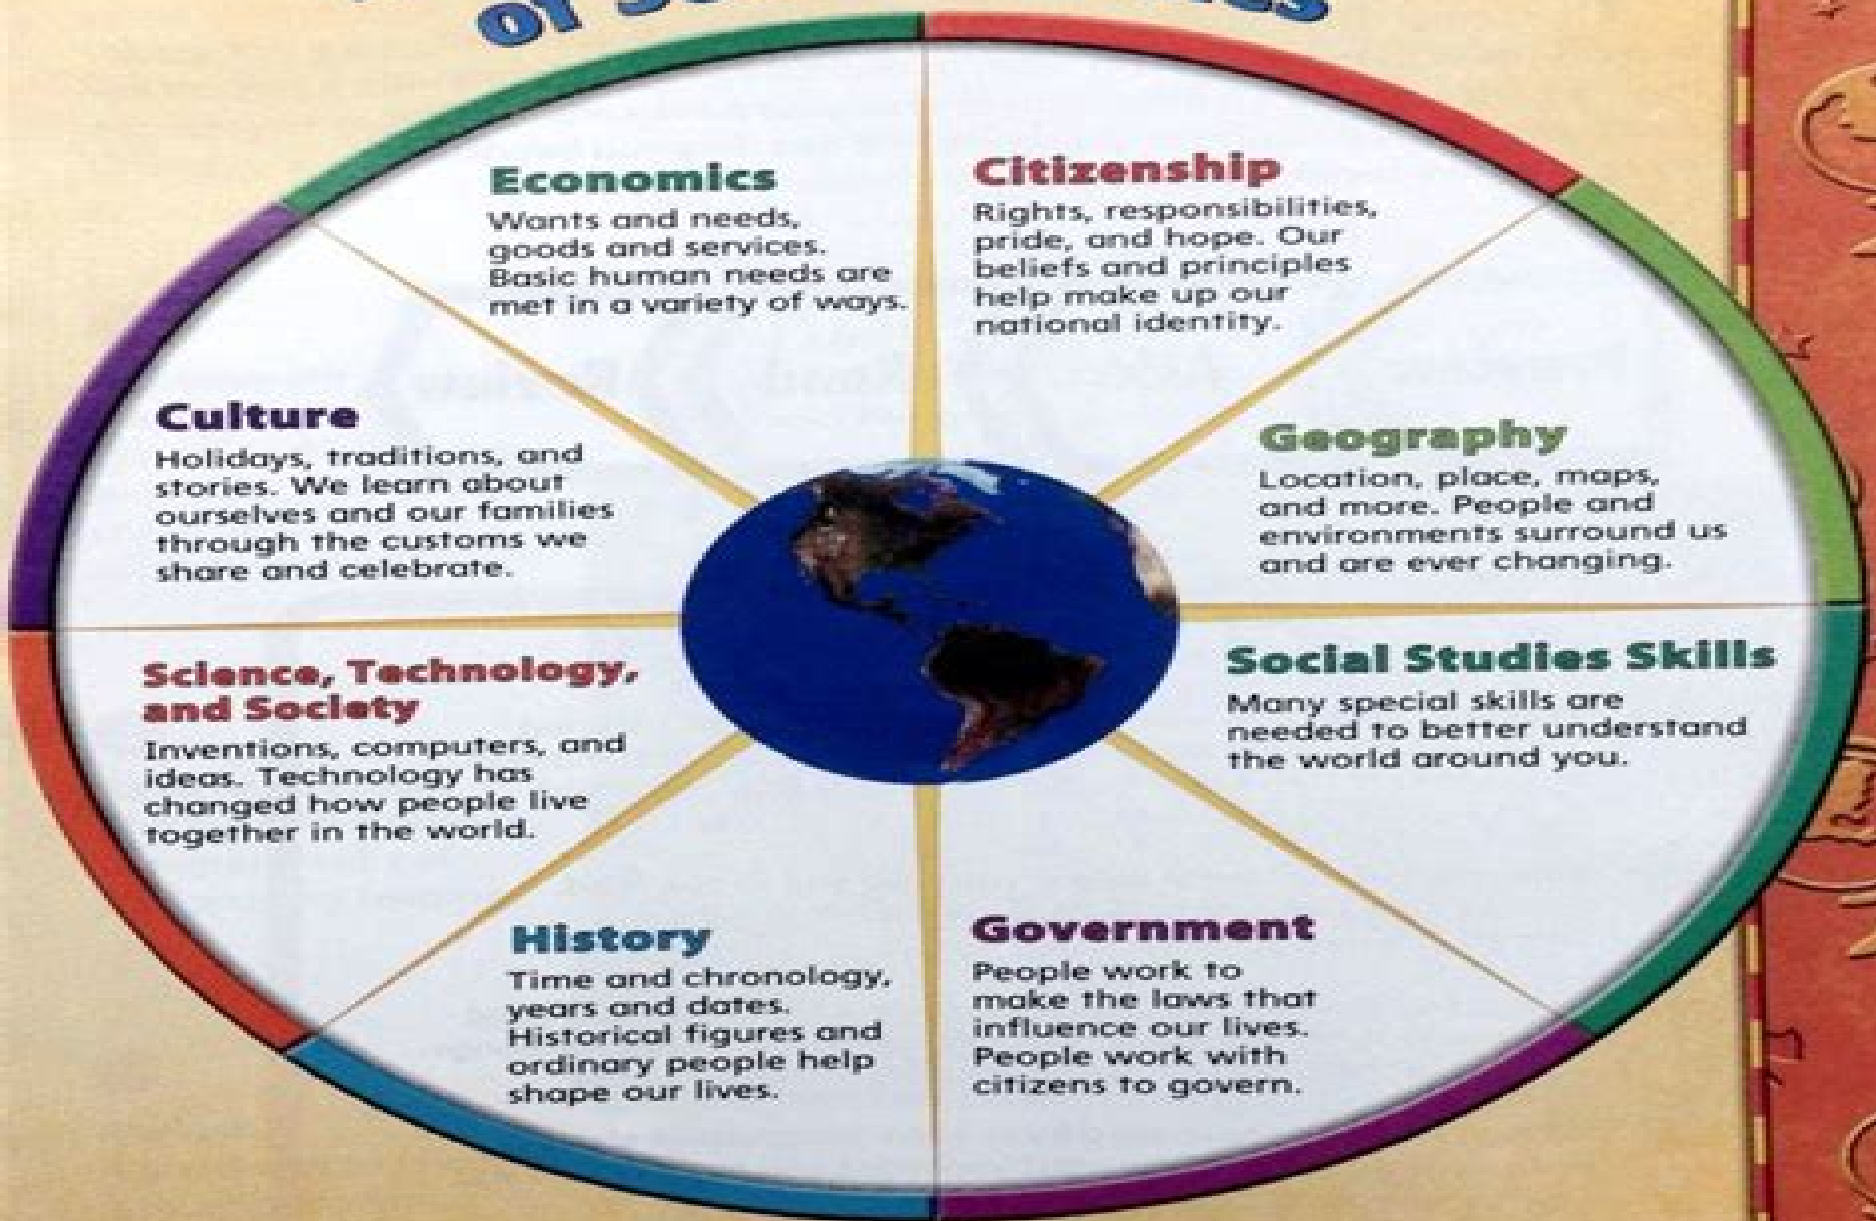 of
Economics
Wants and needs,
goods and services.
Basic human needs are
met in a variety of ways.
Citizenship
Rights, responsibilities,
pride, and hope. Our
beliefs and principles
help make up our
national identity.
Culture
Holidays, traditions, and
stories. We learn about
ourselves and our families
through the customs we
share and celebrate.
Geography
Location, place, maps,
and more. People and
environments surround us
and are ever changing.
Science, Technology,
and Society
Inventions, computers, and
ideas. Technology has
changed how people live
together in the world.
Social Studies Skills
Many special skills are
needed to better understand
the world around you.
History
Time and chronology,
years and dates.
Historical figures and
ordinary people help
shape our lives.
Government
People work to
make the laws that
influence our lives.
People work with
citizens to govern.